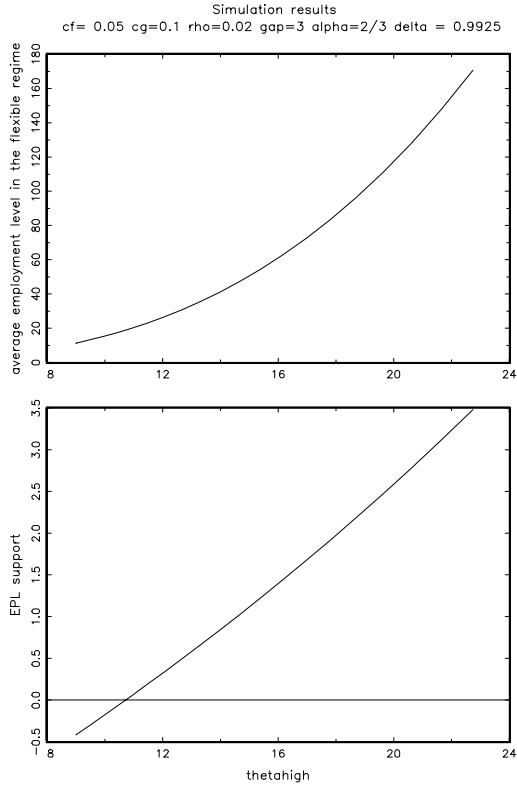 Simulation results
cf= 0.05 cg=0.1 rho=0.02 gap=3 alpha=2/3 delta = 0.9925
average employment level in the flexible regime
180
160
140
120
100
80
60
40
20
0
8 12 16 20 24
EPL support
3.5
3.0
2.5
2.0
1.5
1.0
0.5
0.0
-0.5
8 12 16 20 24
thetahigh